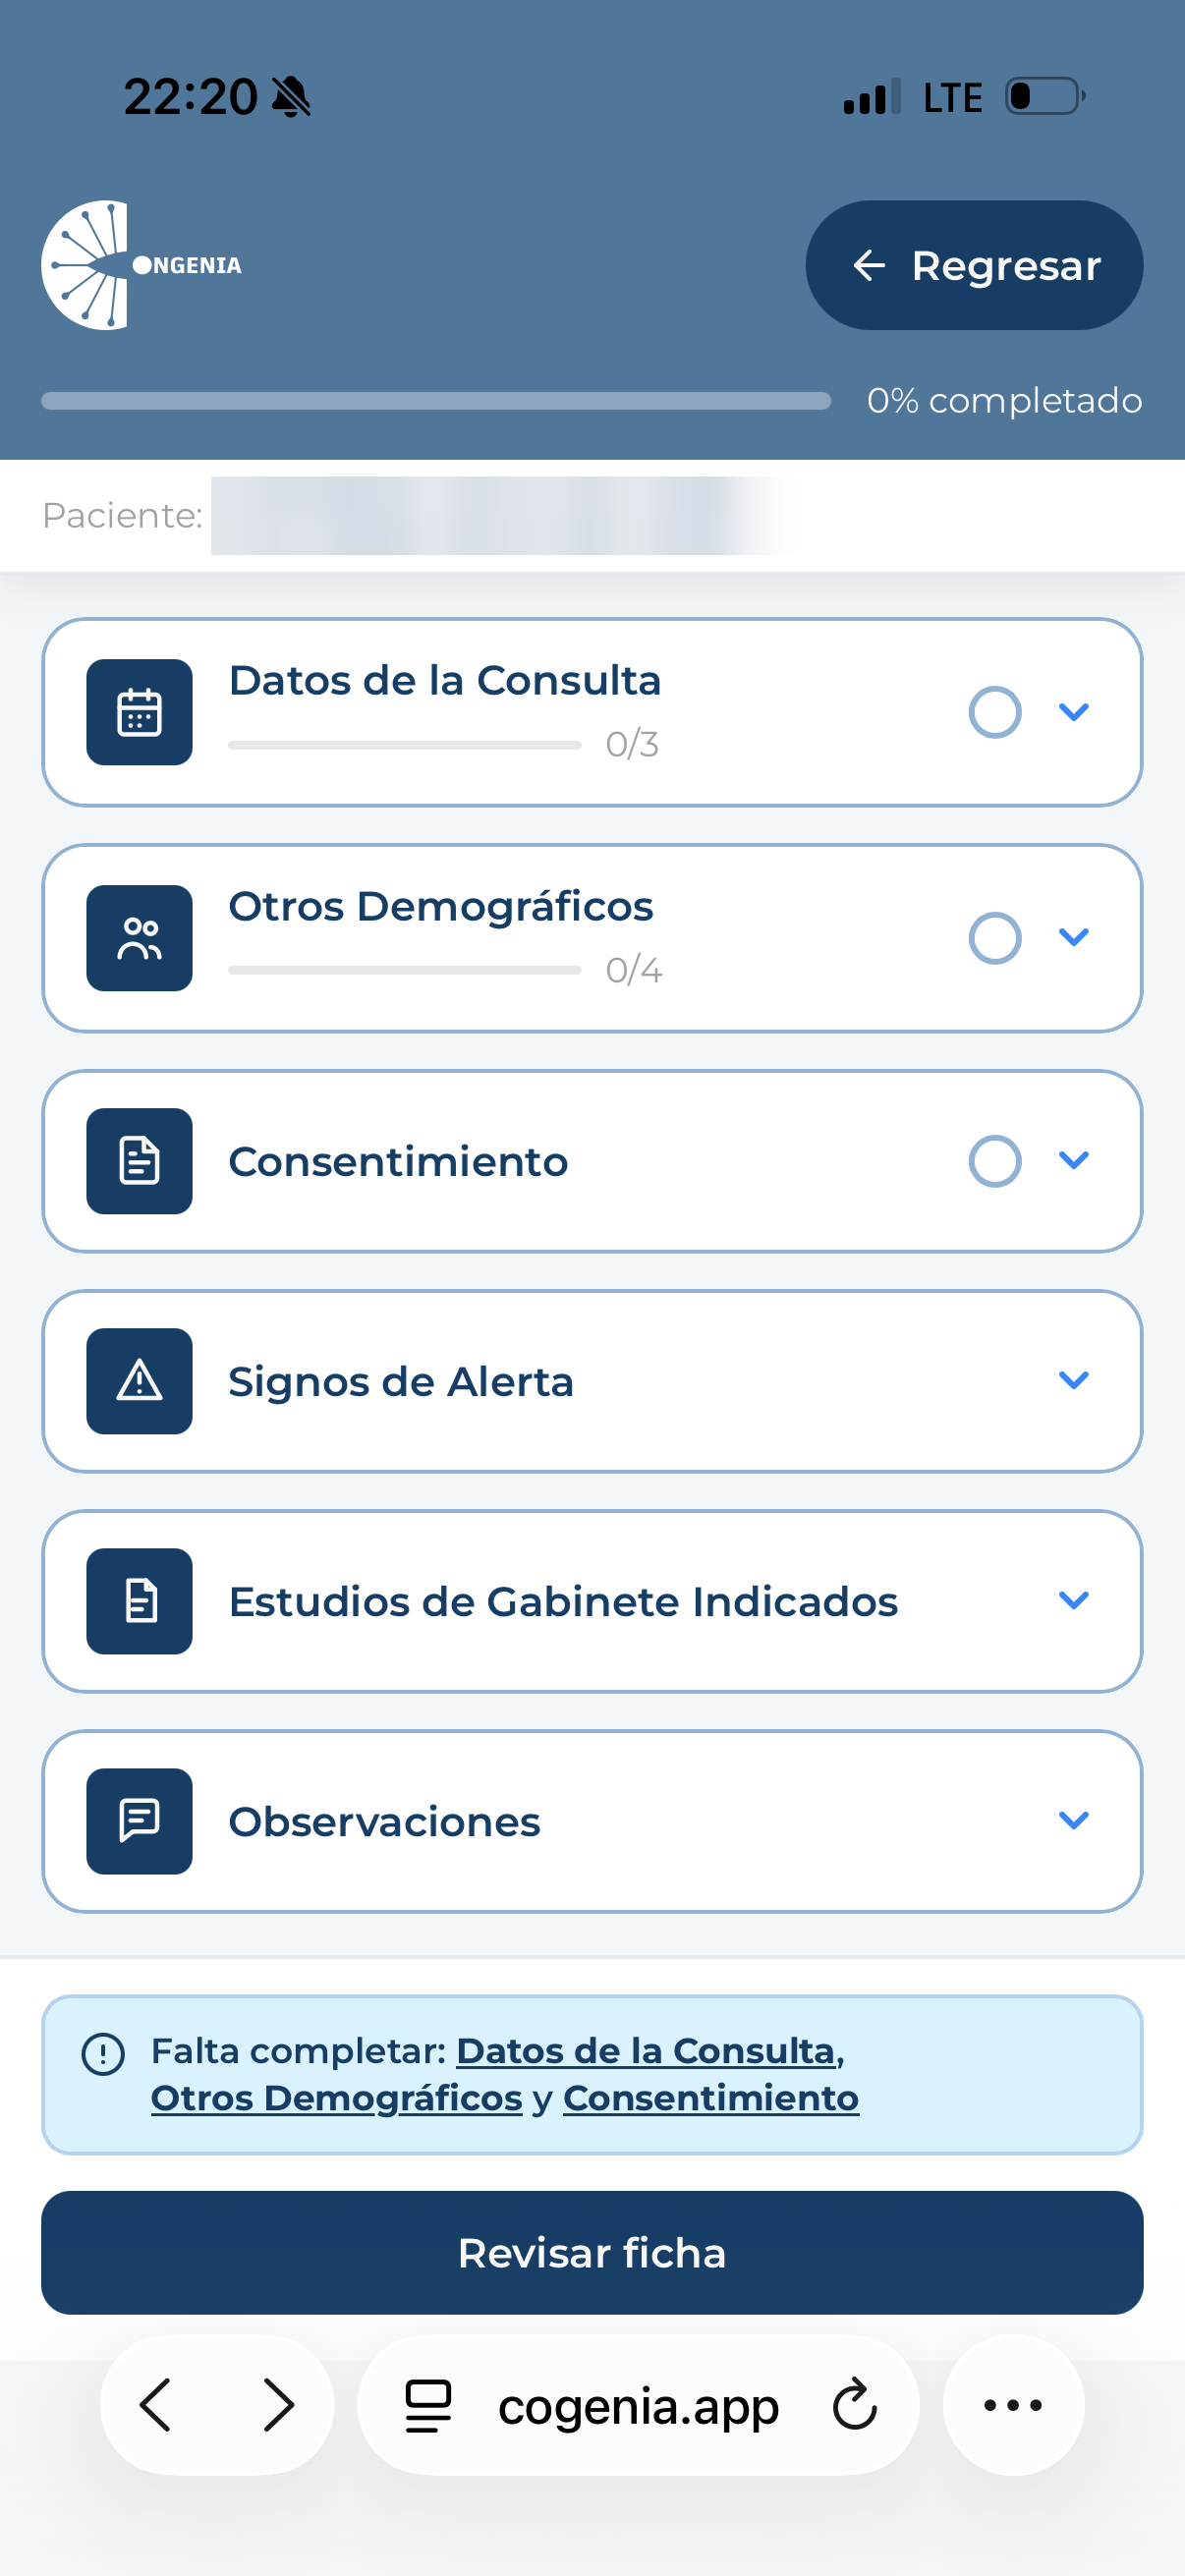 22:20 LTE
ONGENIA
← Regresar
0% completado
Paciente:
Datos de la Consulta
0/3
Otros Demográficos
0/4
Consentimiento
Signos de Alerta
Estudios de Gabinete Indicados
Observaciones
Falta completar: Datos de la Consulta,
Otros Demográficos y Consentimiento
Revisar ficha
cogenia.app